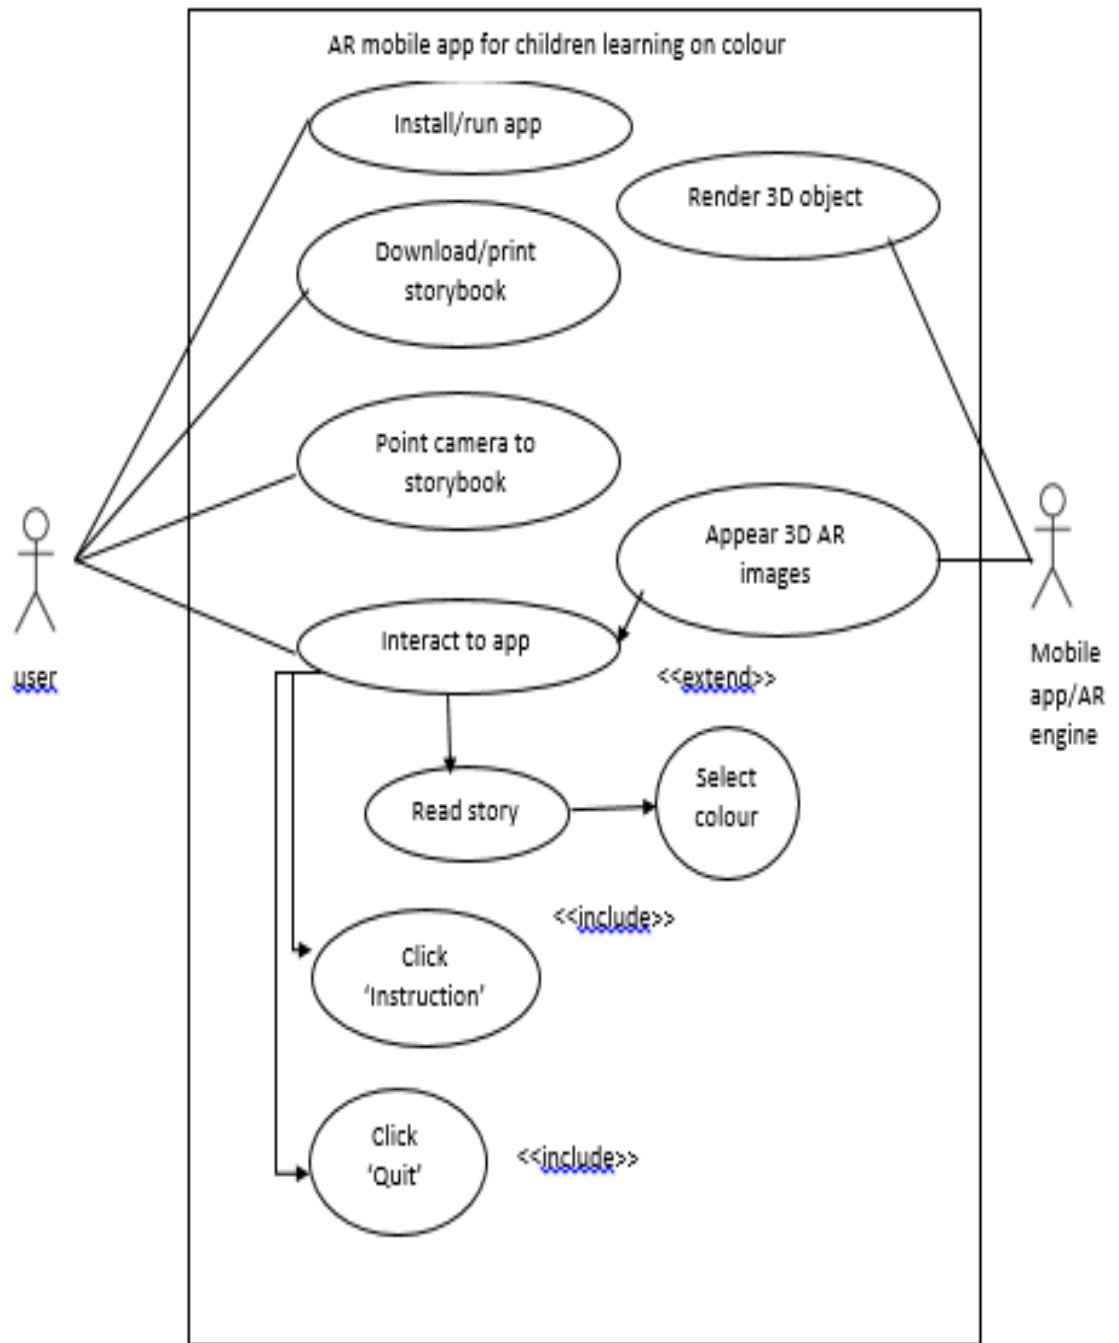 AR mobile app for children learning on colour
Install/run app
Render 3D object
Download/print
storybook
Point camera to
storybook
Appear 3D AR
images
Interact to app
user
Mobile
app/AR
engine
<<extend>>
Read story
Select
colour
<<include>>
Click
‘Instruction’
Click
‘Quit’
<<include>>